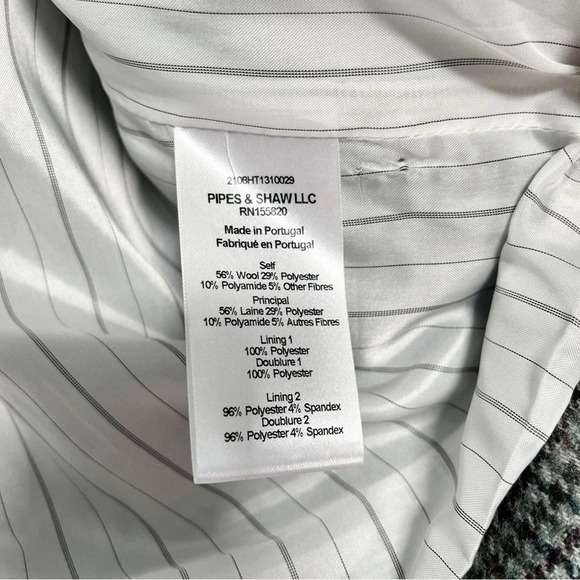 2108HT1310029
PIPES & SHAW LLC
RN155820
Made in Portugal
Fabriqué en Portugal
Self
56% Wool 29% Polyester
10% Polyamide 5% Other Fibres
Principal
56% Laine 29% Polyester
10% Polyamide 5% Autres Fibres
Lining 1
100% Polyester
Doublure 1
100% Polyester
Lining 2
96% Polyester 4% Spandex
Doublure 2
96% Polyester 4% Spandex